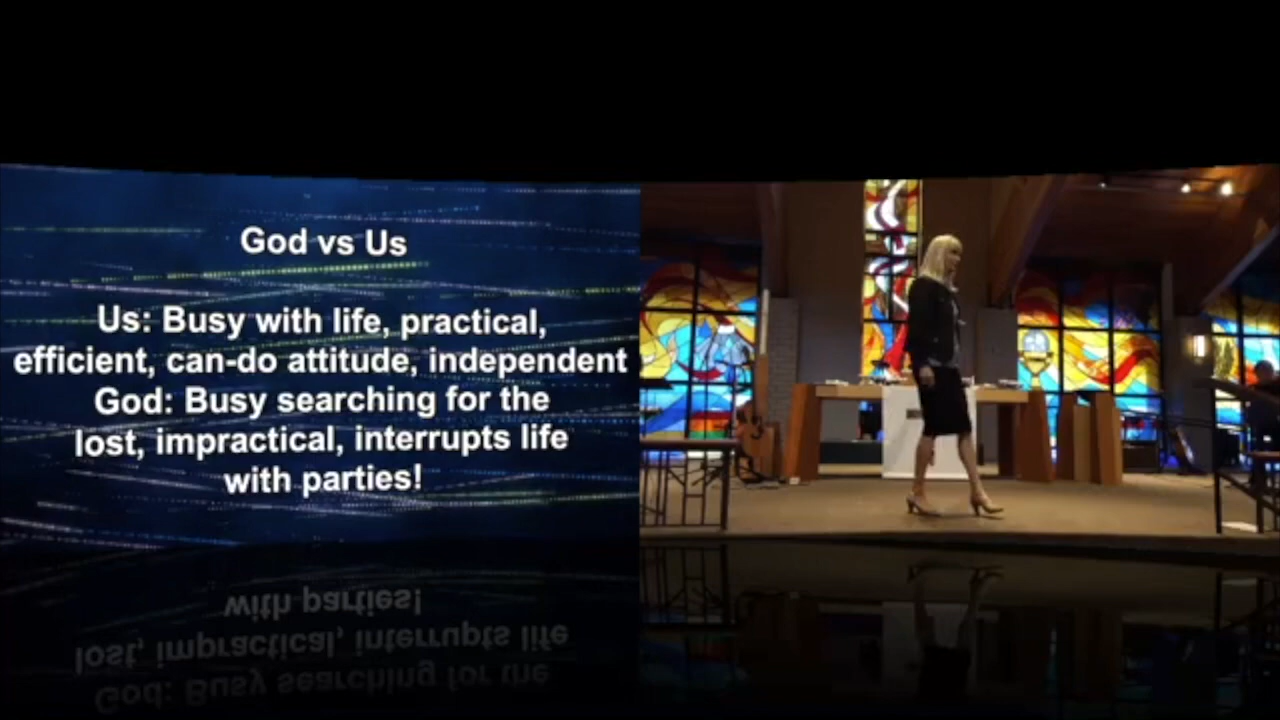 God vs Us
Us: Busy with life, practical,
efficient, can-do attitude, independent
God: Busy searching for the
lost, impractical, interrupts life
with parties!